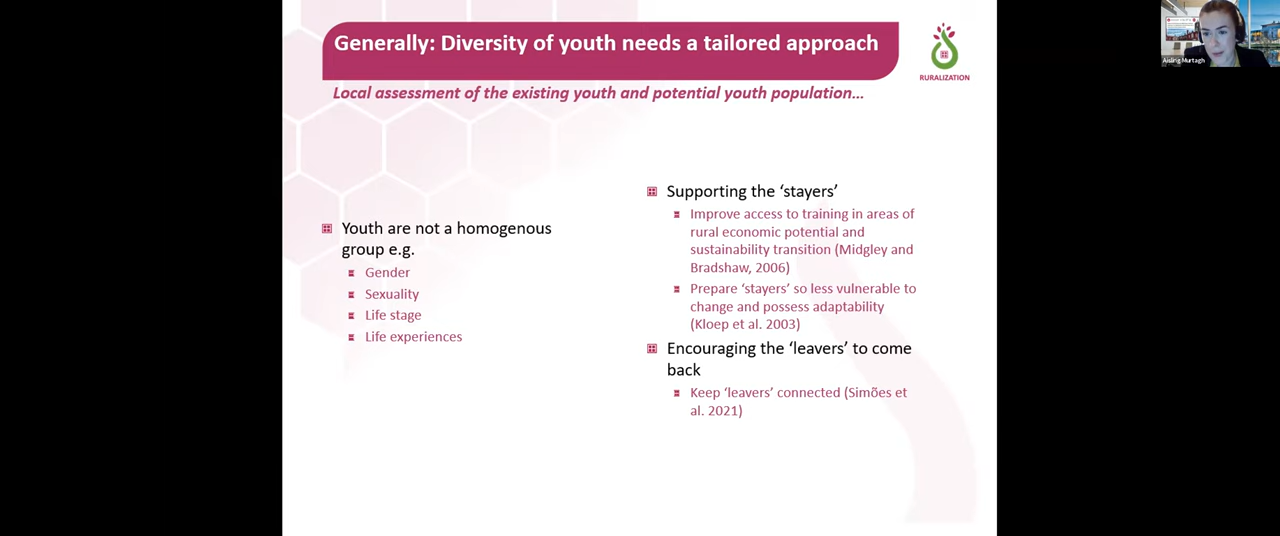 Generally: Diversity of youth needs a tailored approach
RURALIZATION
Aisling Murtagh
Local assessment of the existing youth and potential youth population…
Youth are not a homogenous
group e.g.
Gender
Sexuality
Life stage
Life experiences
Supporting the ‘stayers’
Improve access to training in areas of
rural economic potential and
sustainability transition (Midgley and
Bradshaw, 2006)
Prepare ‘stayers’ so less vulnerable to
change and possess adaptability
(Kloep et al. 2003)
Encouraging the ‘leavers’ to come
back
Keep ‘leavers’ connected (Simões et
al. 2021)